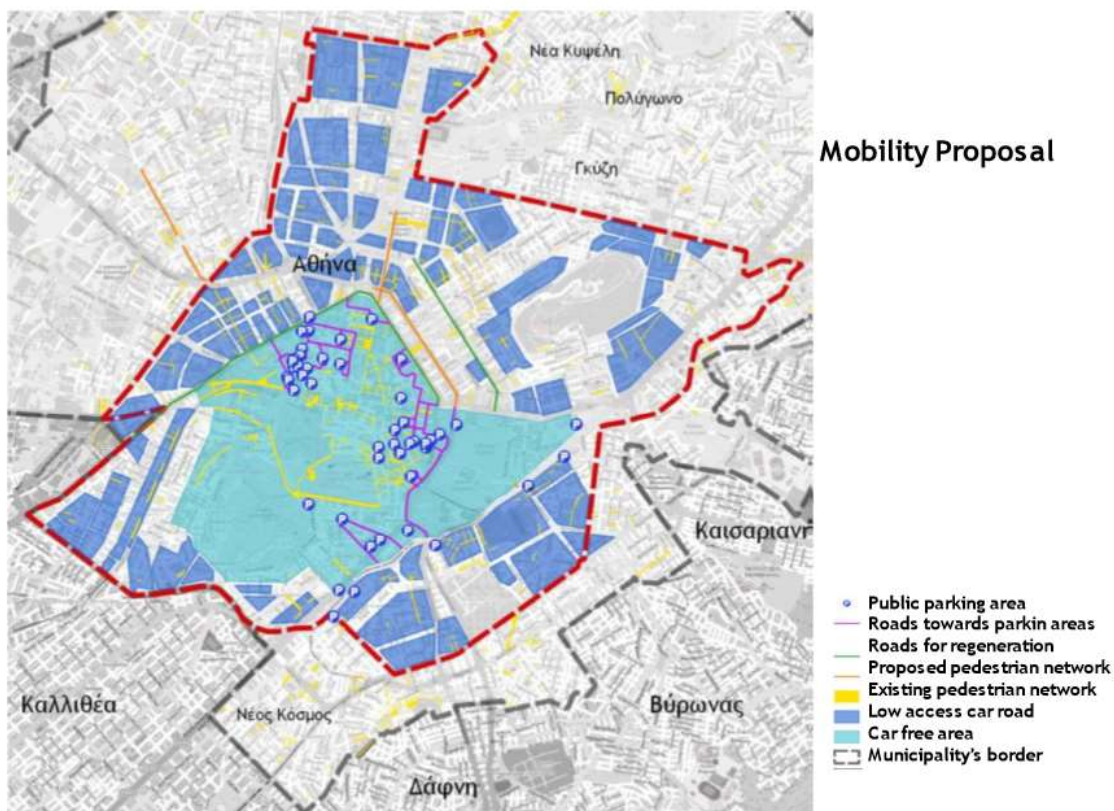 Νέα Κυψέλη
Πολύγωνο
Mobility Proposal
Γκύζη
Αθήνα
Καισαριανή
Public parking area
Roads towards parkin areas
Roads for regeneration
Proposed pedestrian network
Existing pedestrian network
Low access car road
Car free area
Municipality's border
Καλλιθέα
Νέος Κόσμος
Βύρωνας
Δάφνη
P